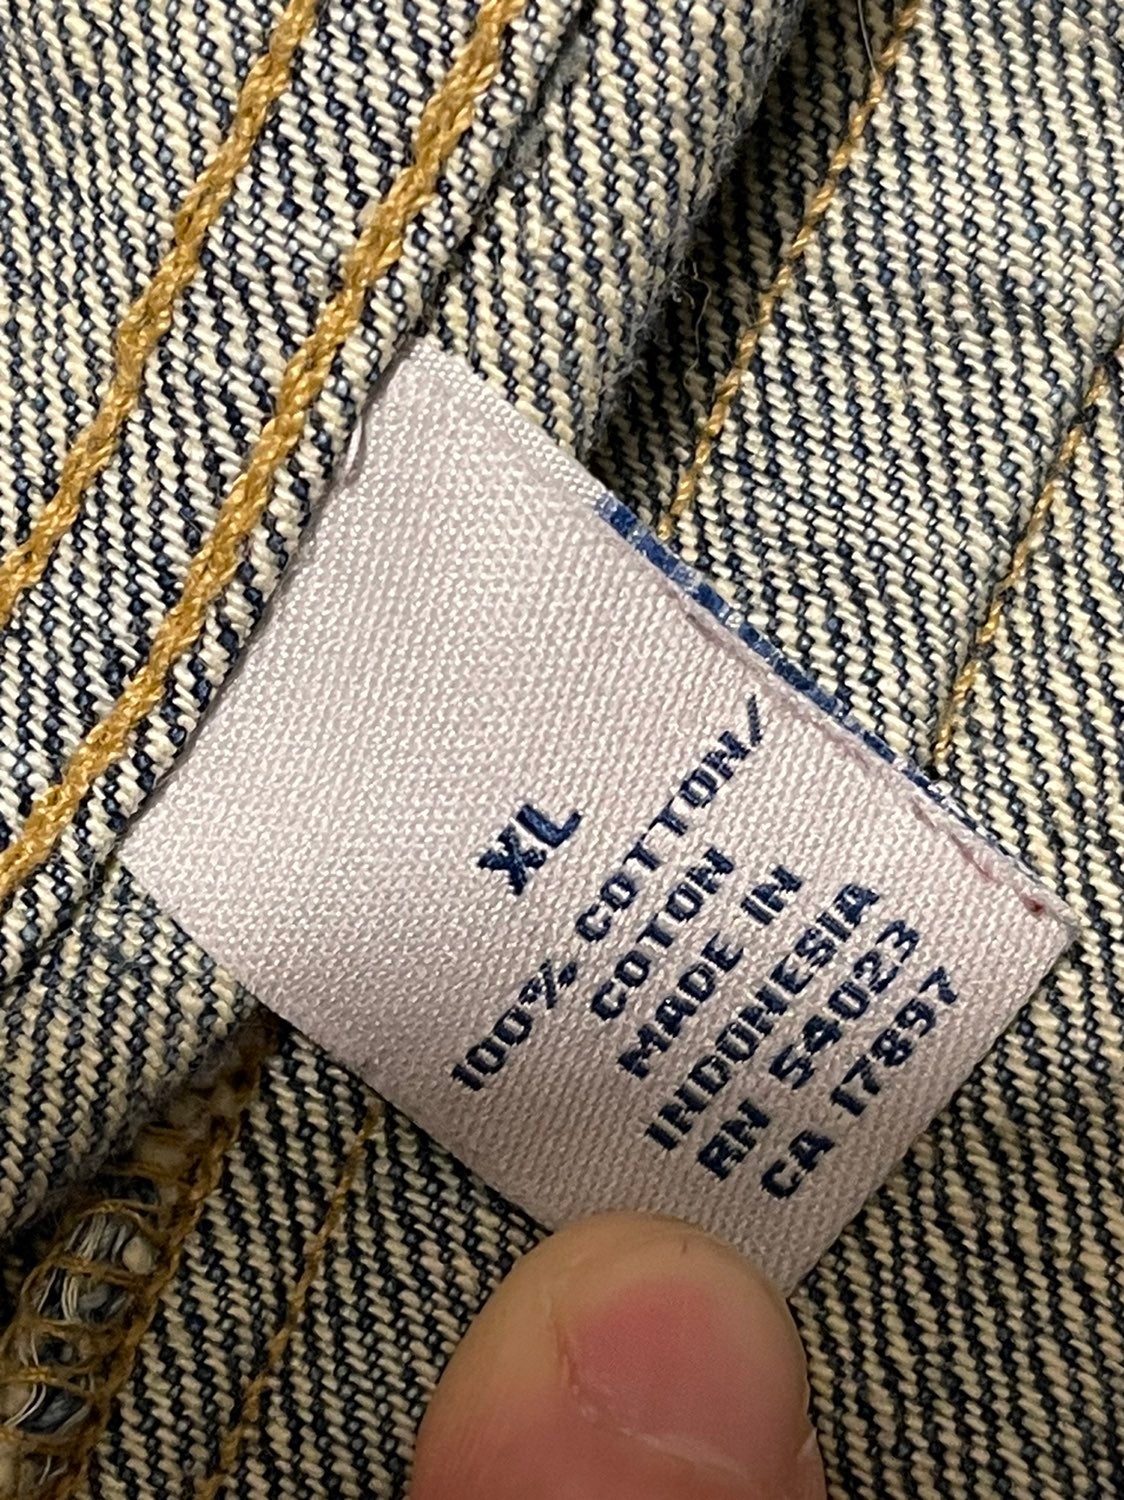 XL
100% COTTON/
COTON
MADE IN
INDONESIA
RN 54023
CA 17897